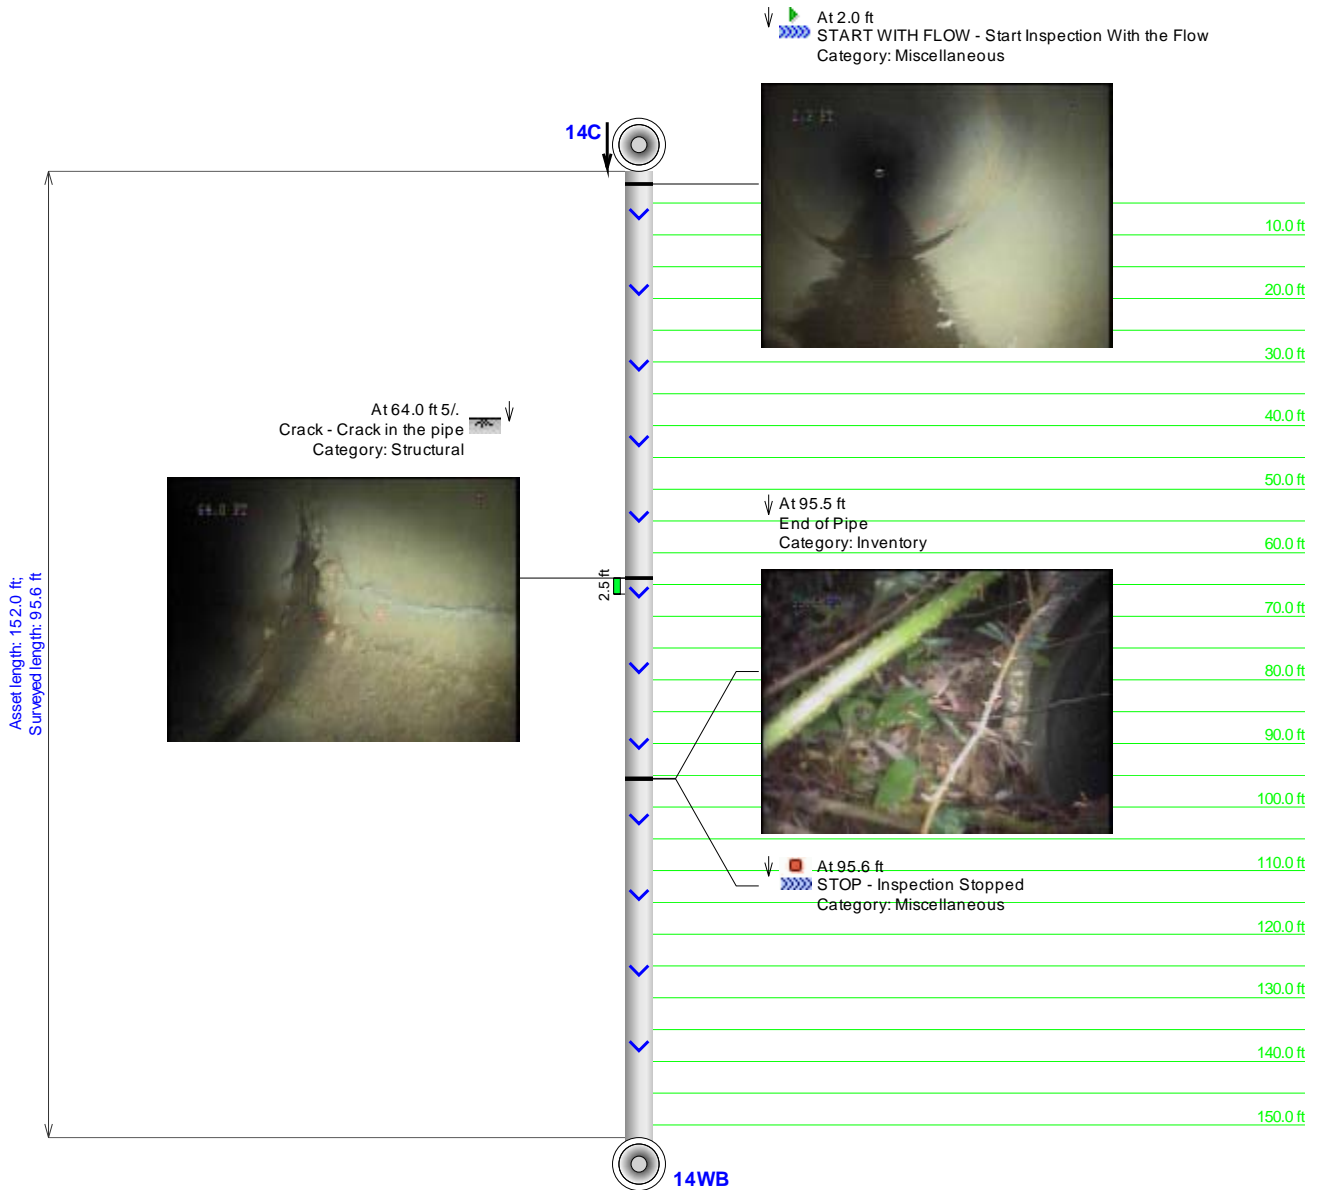 At 2.0 ft
START WITH FLOW - Start Inspection With the Flow
Category: Miscellaneous
14C
10.0 ft
20.0 ft
30.0 ft
At 64.0 ft 5/.
Crack - Crack in the pipe
Category: Structural
64.0 FT
40.0 ft
50.0 ft
At 95.5 ft
End of Pipe
Category: Inventory
60.0 ft
2.5 ft
70.0 ft
Asset length: 152.0 ft;
Surveyed length: 95.6 ft
80.0 ft
90.0 ft
100.0 ft
At 95.6 ft
STOP - Inspection Stopped
Category: Miscellaneous
110.0 ft
120.0 ft
130.0 ft
140.0 ft
150.0 ft
14WB